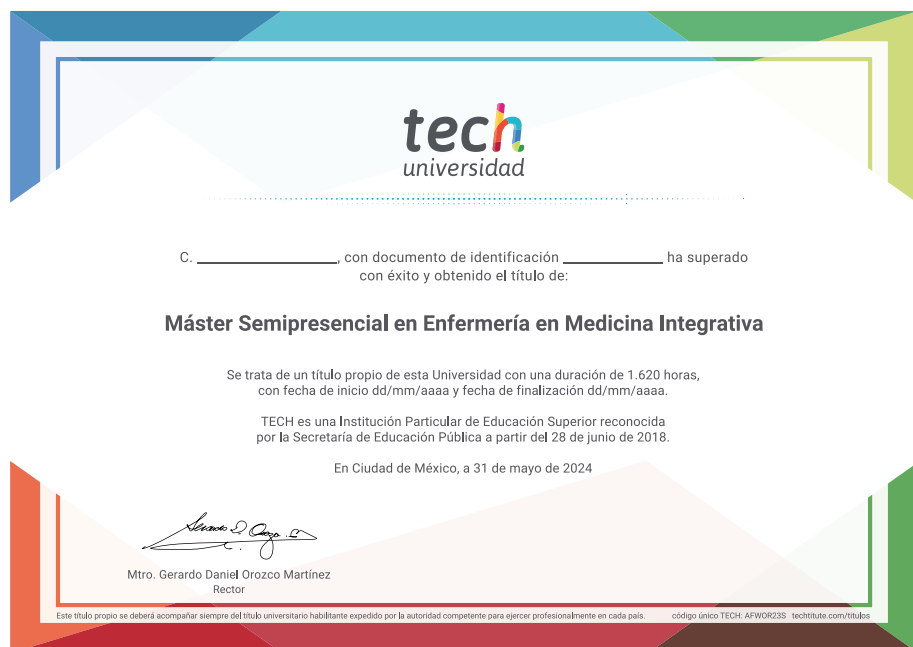 tech
universidad
C. ____________, con documento de identificación ____________ ha superado
con éxito y obtenido el título de:
Máster Semipresencial en Enfermería en Medicina Integrativa
Se trata de un título propio de esta Universidad con una duración de 1.620 horas,
con fecha de inicio dd/mm/aaaa y fecha de finalización dd/mm/aaaa.
TECH es una Institución Particular de Educación Superior reconocida
por la Secretaría de Educación Pública a partir del 28 de junio de 2018.
En Ciudad de México, a 31 de mayo de 2024
Mtro. Gerardo Daniel Orozco Martínez
Rector
Este título propio se deberá acompañar siempre del título universitario habilitante expedido por la autoridad competente para ejercer profesionalmente en cada país. código único TECH: AFWOR23S techtitute.com/titulos